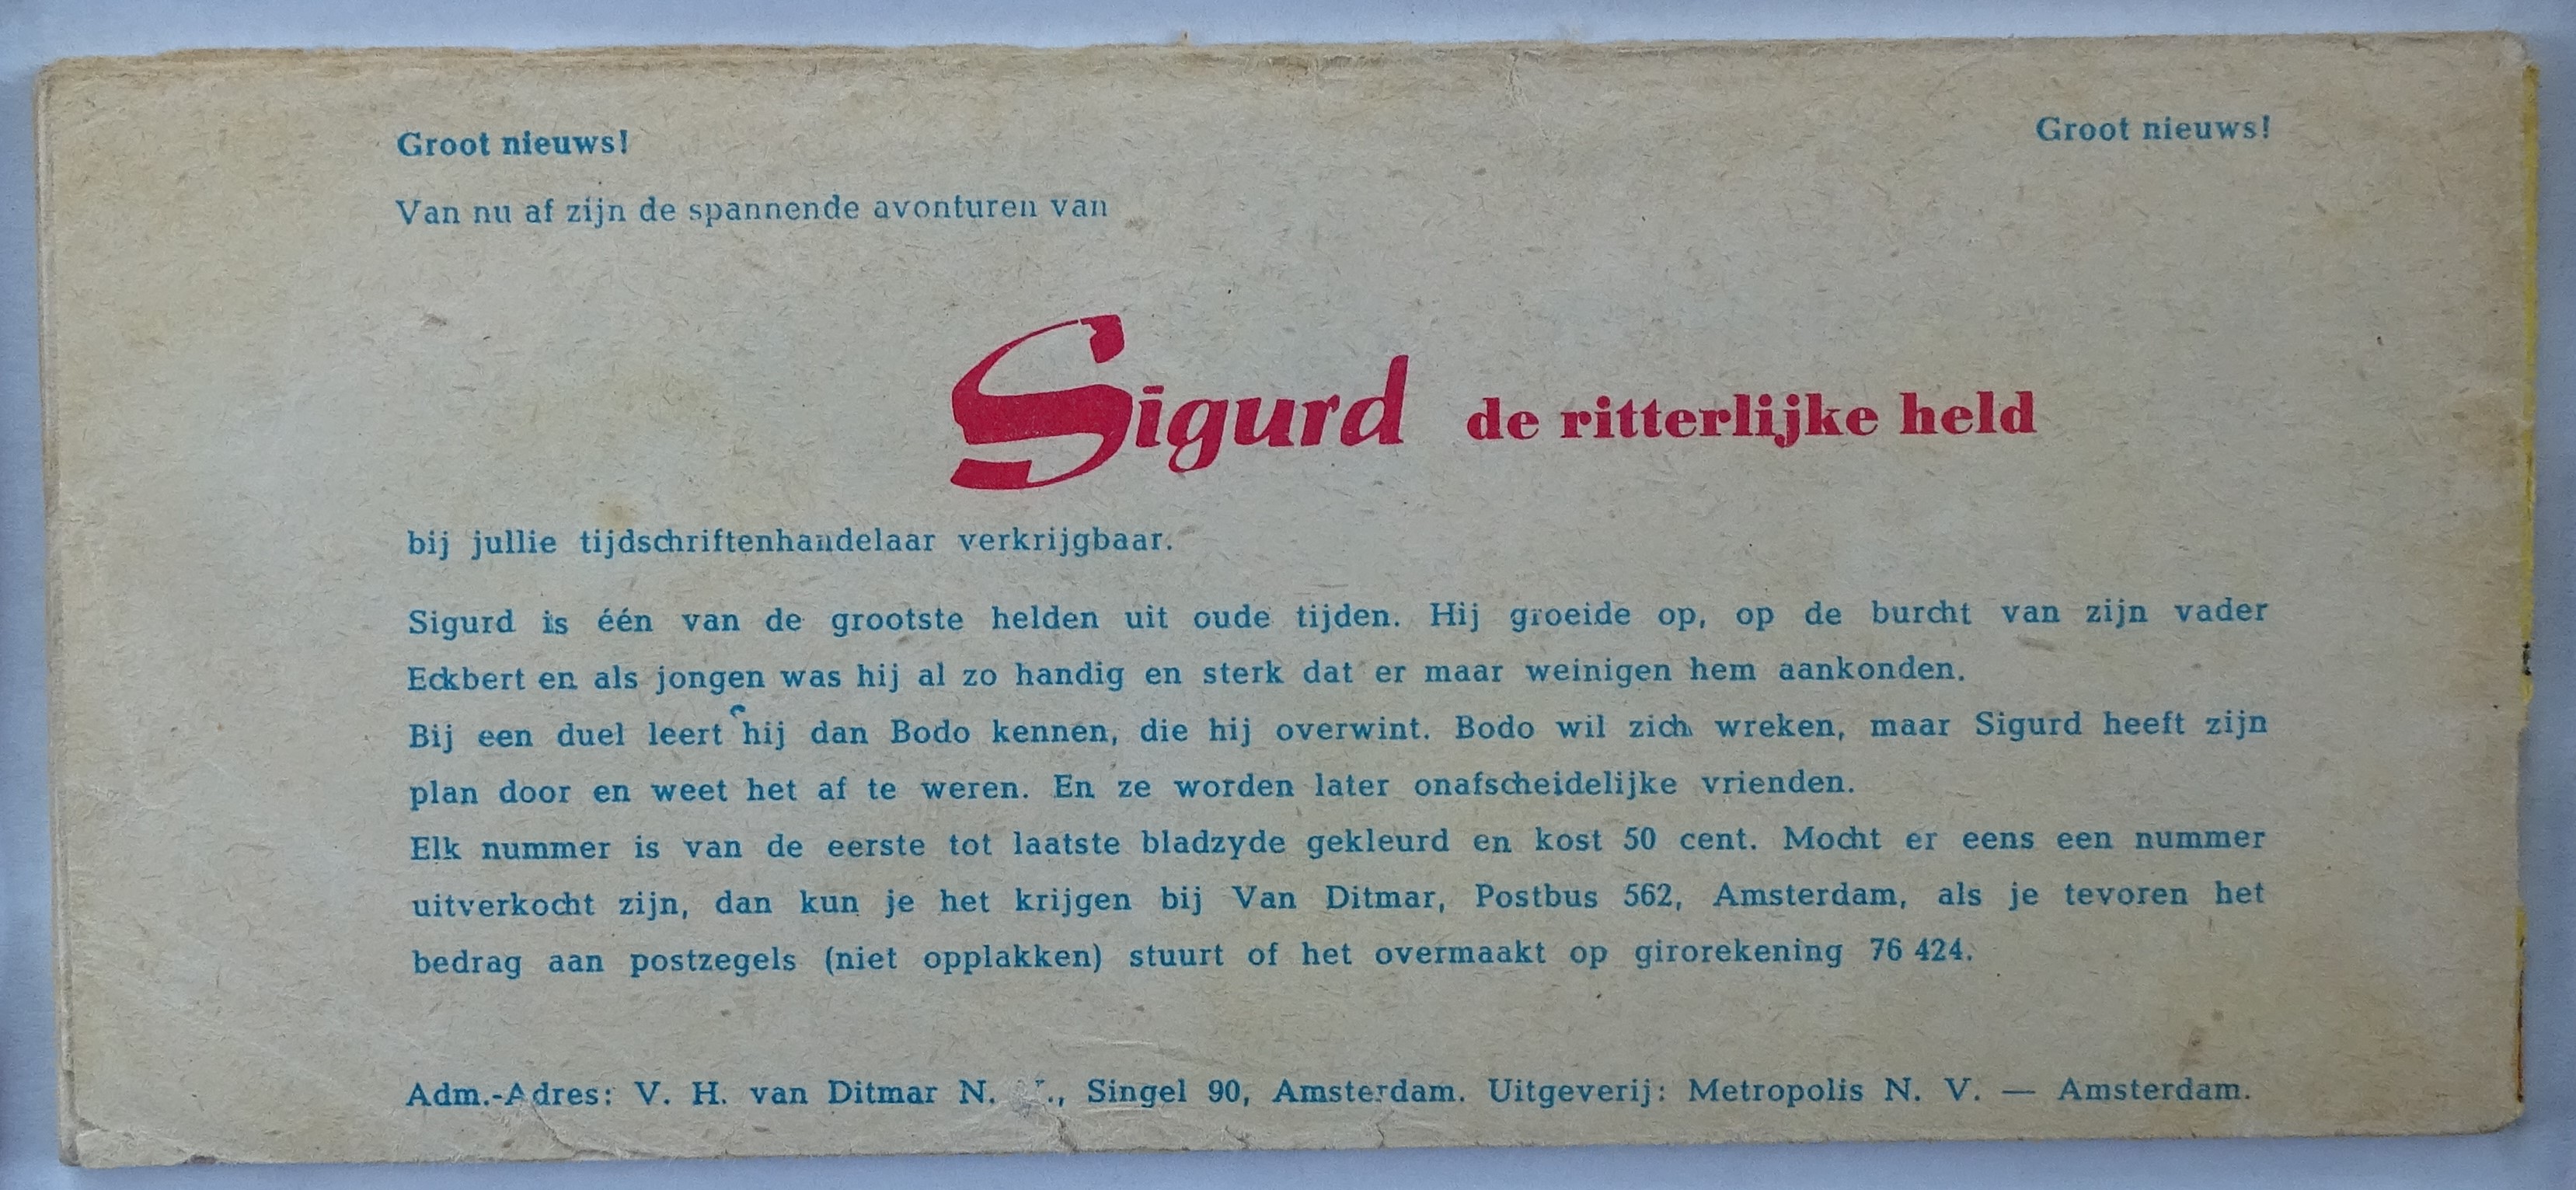 Groot nieuws! Groot nieuws!
Van nu af zijn de spannende avonturen van
Sigurd de ritterlijke held
bij jullie tijdschriftenhandelaar verkrijgbaar.
Sigurd is één van de grootste helden uit oude tijden. Hij groeide op, op de burcht van zijn vader
Eckbert en als jongen was hij al zo handig en sterk dat er maar weinigen hem aankonden.
Bij een duel leert hij dan Bodo kennen, die hij overwint. Bodo wil zich wreken, maar Sigurd heeft zijn
plan door en weet het af te weren. En ze worden later onafscheidelijke vrienden.
Elk nummer is van de eerste tot laatste bladzyde gekleurd en kost 50 cent. Mocht er eens een nummer
uitverkocht zijn, dan kun je het krijgen bij Van Ditmar, Postbus 562, Amsterdam, als je tevoren het
bedrag aan postzegels (niet opplakken) stuurt of het overmaakt op girorekening 76 424.
Adm.-Adres: V. H. van Ditmar N. ., Singel 90, Amsterdam. Uitgeverij: Metropolis N. V. — Amsterdam.